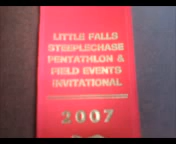 LITTLE FALLS
STEEPLECHASE
PENTATHLON &
FIELD EVENTS
INVITATIONAL
2007